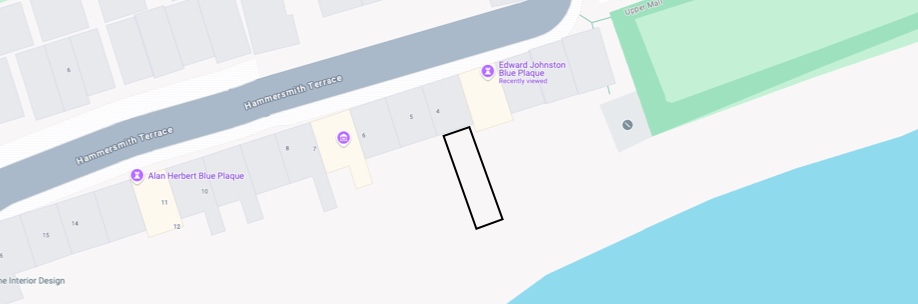 Upper Mall
6
Edward Johnston
Blue Plaque
Recently viewed
Hammersmith Terrace
4
5
6
Hammersmith Terrace
8
7
Alan Herbert Blue Plaque
10
11
12
14
15
ne Interior Design